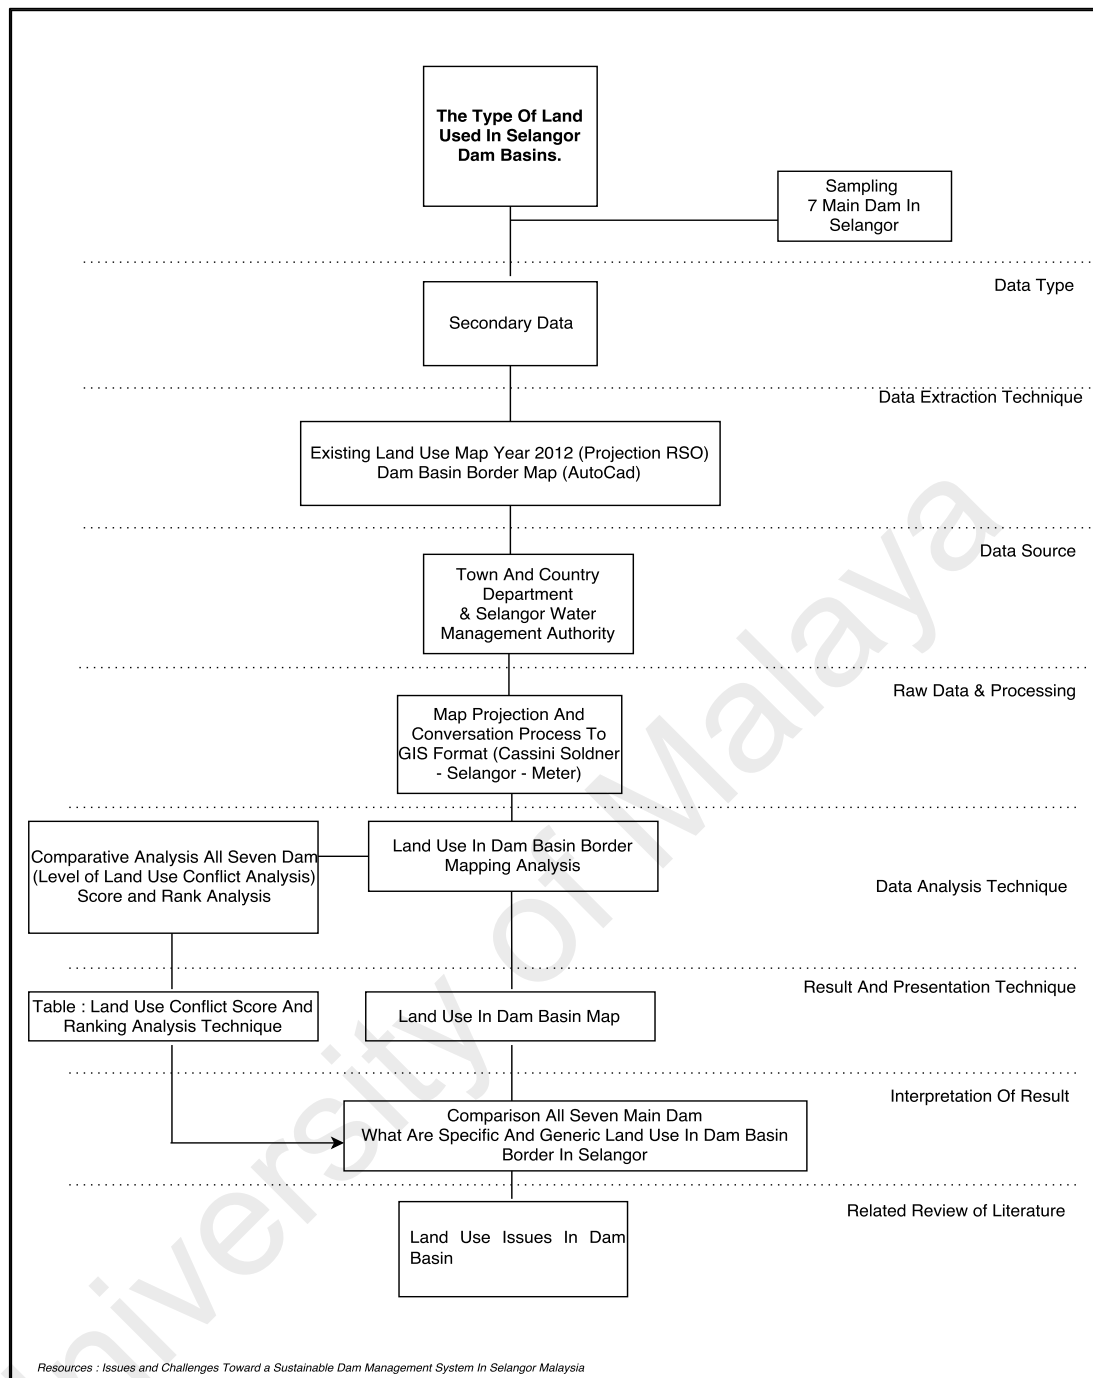 The Type Of Land
Used In Selangor
Dam Basins.
Sampling
7 Main Dam In
Selangor
Data Type
Secondary Data
Data Extraction Technique
Existing Land Use Map Year 2012 (Projection RSO)
Dam Basin Border Map (AutoCad)
Data Source
Town And Country
Department
& Selangor Water
Management Authority
Raw Data & Processing
Map Projection And
Conversation Process To
GIS Format (Cassini Soldner
- Selangor - Meter)
Comparative Analysis All Seven Dam
(Level of Land Use Conflict Analysis)
Score and Rank Analysis
Land Use In Dam Basin Border
Mapping Analysis
Data Analysis Technique
Result And Presentation Technique
Table : Land Use Conflict Score And
Ranking Analysis Technique
Land Use In Dam Basin Map
Interpretation Of Result
Comparison All Seven Main Dam
What Are Specific And Generic Land Use In Dam Basin
Border In Selangor
Related Review of Literature
Land Use Issues In Dam
Basin
Resources : Issues and Challenges Toward a Sustainable Dam Management System In Selangor Malaysia
University of Malaya